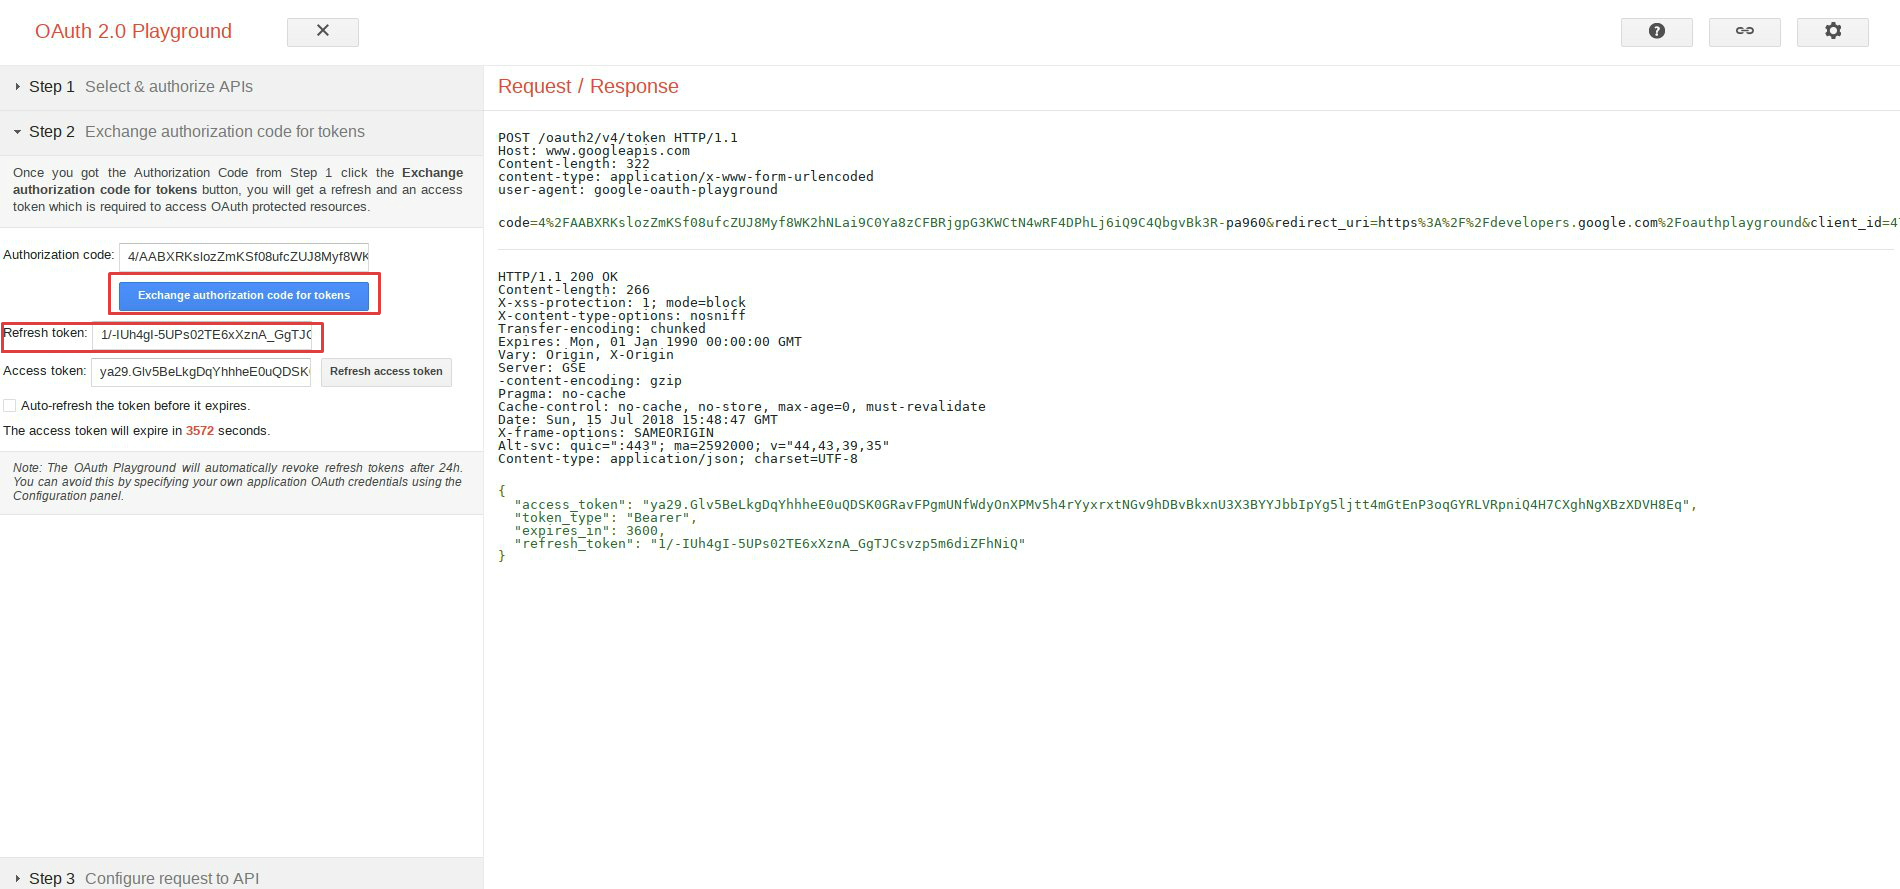 OAuth 2.0 Playground
Step 1 Select & authorize APIs
Step 2 Exchange authorization code for tokens
Once you got the Authorization Code from Step 1 click the Exchange
authorization code for tokens button, you will get a refresh and an access
token which is required to access OAuth protected resources.
Authorization code: 4/AABXRKslozZmKSf08ufcZUJ8Myf8WK
Exchange authorization code for tokens
Refresh token: 1/-IUh4gI-5UPs02TE6xXznA_GgTJC
Access token: ya29.Glv5BeLkgDqYhhheE0uQDSK Refresh access token
Auto-refresh the token before it expires.
The access token will expire in 3572 seconds.
Note: The OAuth Playground will automatically revoke refresh tokens after 24h.
You can avoid this by specifying your own application OAuth credentials using the
Configuration panel.
Step 3 Configure request to API
Request / Response
POST /oauth2/v4/token HTTP/1.1
Host: www.googleapis.com
Content-length: 322
content-type: application/x-www-form-urlencoded
user-agent: google-oauth-playground
code=4%2FAABXRKslozZmKSf08ufcZUJ8Myf8WK2hNLai9C0Ya8zCFBRjgpG3KWCtN4wRF4DPhLj6iQ9C4QbgvBk3R-pa960&redirect_uri=https%3A%2F%2Fdevelopers.google.com%2Foauthplayground&client_id=4
HTTP/1.1 200 OK
Content-length: 266
X-xss-protection: 1; mode=block
X-content-type-options: nosniff
Transfer-encoding: chunked
Expires: Mon, 01 Jan 1990 00:00:00 GMT
Vary: Origin, X-Origin
Server: GSE
-content-encoding: gzip
Pragma: no-cache
Cache-control: no-cache, no-store, max-age=0, must-revalidate
Date: Sun, 15 Jul 2018 15:48:47 GMT
X-frame-options: SAMEORIGIN
Alt-svc: quic=":443"; ma=2592000; v="44,43,39,35"
Content-type: application/json; charset=UTF-8
{
"access_token": "ya29.Glv5BeLkgDqYhhheE0uQDSK0GRavFPgmUNfWdyOnXPMv5h4rYyxrxtNGv9hDBvBkxnU3X3BYYJbbIpYg5ljtt4mGtEnP3oqGYRLVRpniQ4H7CXghNgXBzXDVH8Eq",
"token_type": "Bearer",
"expires_in": 3600,
"refresh_token": "1/-IUh4gI-5UPs02TE6xXznA_GgTJCsvzp5m6diZFhNiQ"
}